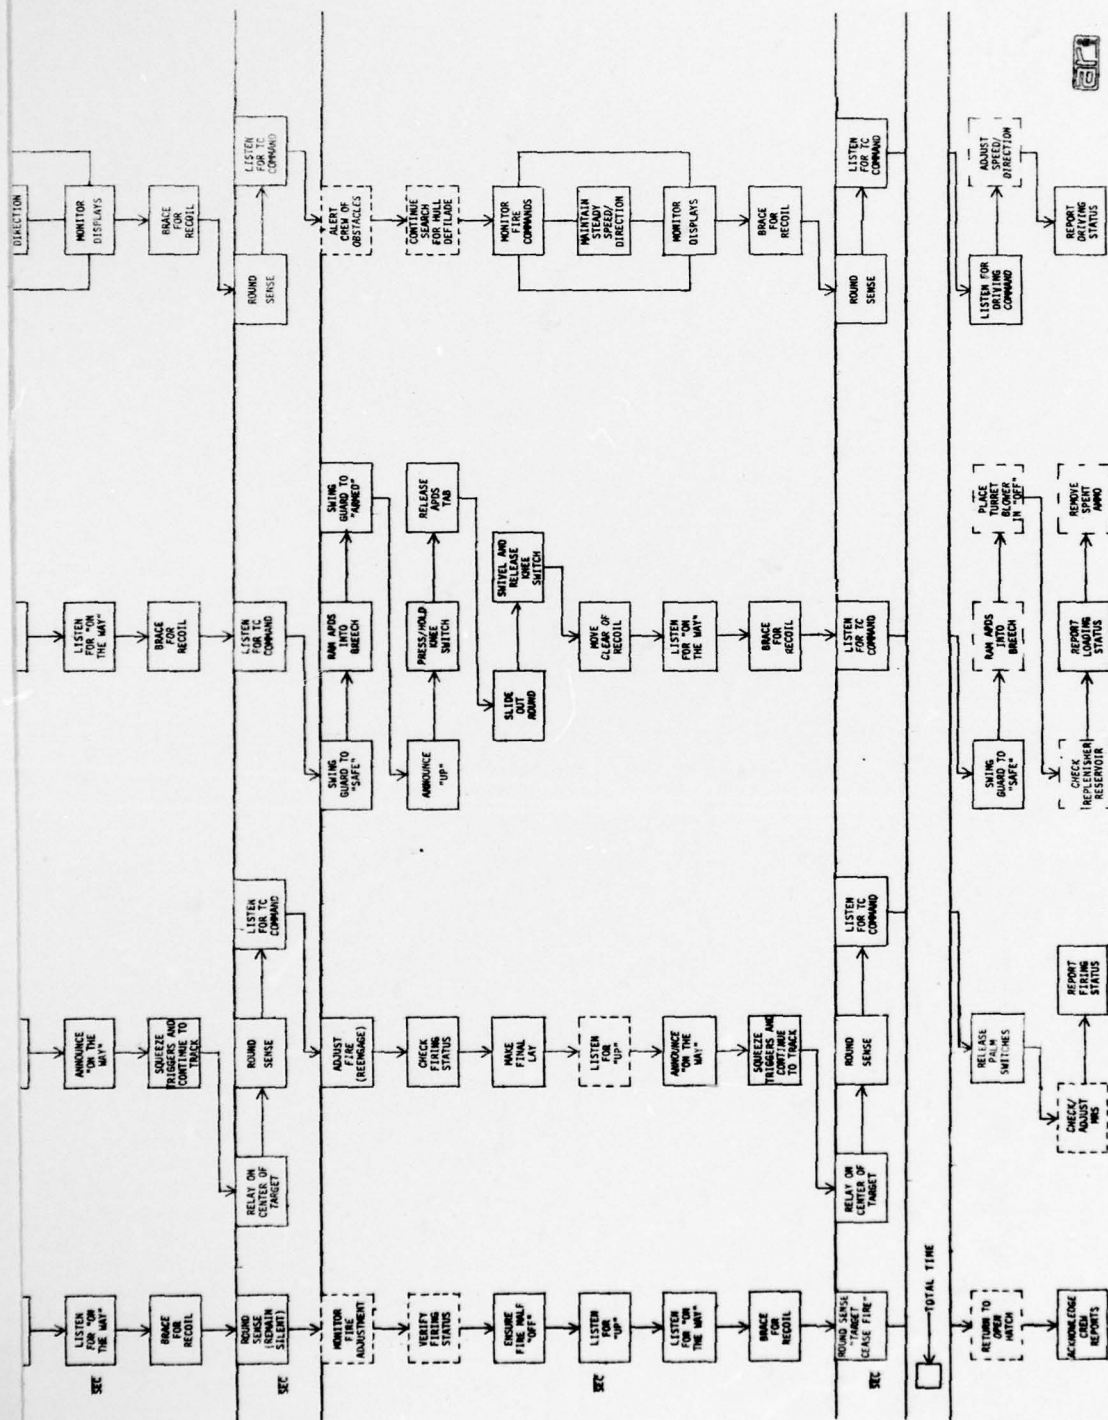 DIRECTION
LISTEN
FOR "ON
THE WAY"
ANNOUNCE
"ON THE
WAY"
LISTEN
FOR "ON
THE WAY"
MONITOR
DISPLAYS
SEC
BRACE
FOR
RECOIL
SQUEEZE
TRIGGERS AND
CONTINUE TO
TRACK
BRACE
FOR
RECOIL
BRACE
FOR
RECOIL
ROUND
SENSE
(REMAIN
SILENT)
RELAY ON
CENTER OF
TARGET
ROUND
SENSE
LISTEN
FOR TC
COMMAND
LISTEN
FOR TC
COMMAND
ROUND
SENSE
LISTEN
FOR TC
COMMAND
SEC
MONITOR
FIRE
ADJUSTMENT
ADJUST
FIRE
(REENGAGE)
SWING
GUARD TO
"SAFE"
RAM APDS
INTO
BREECH
SWING
GUARD TO
"ARMED"
ALERT
CREW OF
OBSTACLES
VERIFY
FIRING
STATUS
CHECK
FIRING
STATUS
ANNOUNCE
"UP"
PRESS/HOLD
KNEE
SWITCH
RELEASE
APDS
TAB
CONTINUE
SEARCH
FOR HULL
DEFILADE
ENSURE
FIRE HALF
"OFF"
MAKE
FINAL
LAY
SLIDE
OUT
ROUND
SWIVEL AND
RELEASE
KNEE
SWITCH
MONITOR
FIRE
COMMANDS
LISTEN
FOR
"UP"
LISTEN
FOR
"UP"
MOVE
CLEAR OF
RECOIL
MAINTAIN
STEADY
SPEED/
DIRECTION
SEC
LISTEN
FOR "ON
THE WAY"
ANNOUNCE
"ON THE
WAY"
LISTEN
FOR "ON
THE WAY"
MONITOR
DISPLAYS
BRACE
FOR
RECOIL
SQUEEZE
TRIGGERS AND
CONTINUE
TO TRACK
BRACE
FOR
RECOIL
BRACE
FOR
RECOIL
ROUND SENSE
"TARGET
CEASE FIRE"
RELAY ON
CENTER OF
TARGET
ROUND
SENSE
LISTEN
FOR TC
COMMAND
LISTEN
FOR TC
COMMAND
ROUND
SENSE
LISTEN
FOR TC
COMMAND
SEC
TOTAL TIME
RETURN TO
OPEN
HATCH
RELEASE
PALM
SWITCHES
SWING
GUARD TO
"SAFE"
RAM APDS
INTO
BREECH
PLACE
TURRET
BLOWER
IN "OFF"
LISTEN FOR
DRIVING
COMMAND
ADJUST
SPEED/
DIRECTION
ACKNOWLEDGE
CREW
REPORTS
CHECK/
ADJUST
MRS
REPORT
FIRING
STATUS
CHECK
REPLENISHER
RESERVOIR
REPORT
LOADING
STATUS
REMOVE
SPENT
AMMO
REPORT
DRIVING
STATUS
ari